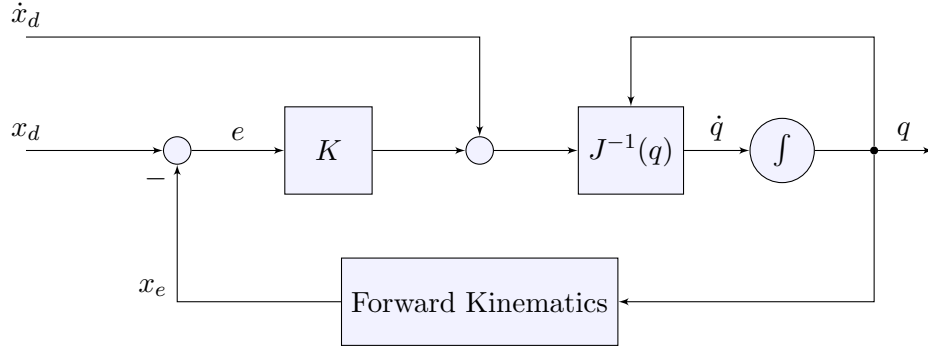 ẋ_d
x_d
e
K
J⁻¹(q)
q̇
∫
q
−
x_e
Forward Kinematics